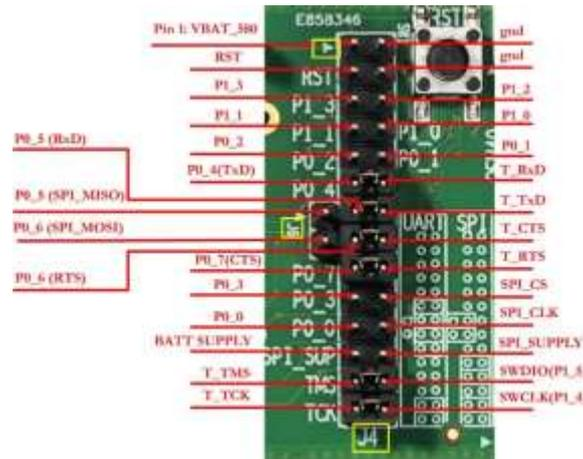 E858346
RST
Pin 1: VBAT_580
gnd
RST
gnd
RST
P1_3
P1_2
P1_3
P1_1
P1_0
P1_1
P1_0
P0_5 (RxD)
P0_2
P0_1
P0_2
P0_1
P0_4(TxD)
T_RxD
P0_4
P0_5 (SPI_MISO)
T_TxD
UART
SPI
P0_6 (SPI_MOSI)
T_CTS
P0_7(CTS)
T_RTS
P0_6 (RTS)
P0_7
P0_3
SPI_CS
P0_3
P0_0
SPI_CLK
P0_0
BATT SUPPLY
SPI_SUPPLY
SPI_SUP
T_TMS
SWDIO(P1_5
TMS
T_TCK
SWCLK(P1_4
TCK
J4